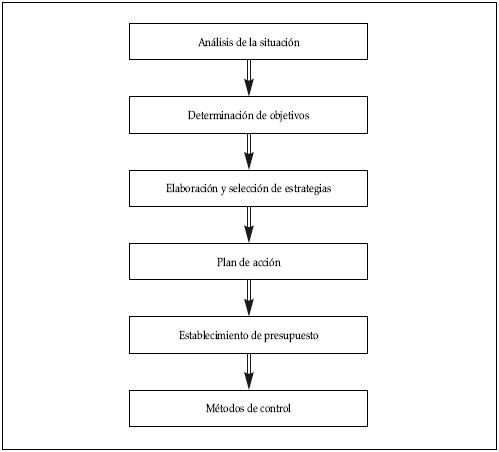 Análisis de la situación
Determinación de objetivos
Elaboración y selección de estrategias
Plan de acción
Establecimiento de presupuesto
Métodos de control